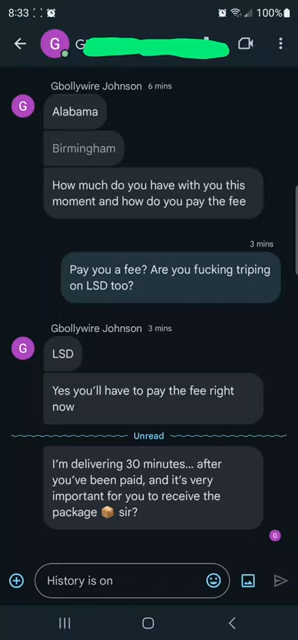 8:33
100%
G
G
Gbollywire Johnson 6 mins
G
Alabama
Birmingham
How much do you have with you this
moment and how do you pay the fee
3 mins
Pay you a fee? Are you fucking triping
on LSD too?
Gbollywire Johnson 3 mins
G
LSD
Yes you'll have to pay the fee right
now
Unread
I'm delivering 30 minutes... after
you've been paid, and it's very
important for you to receive the
package 📦 sir?
G
History is on